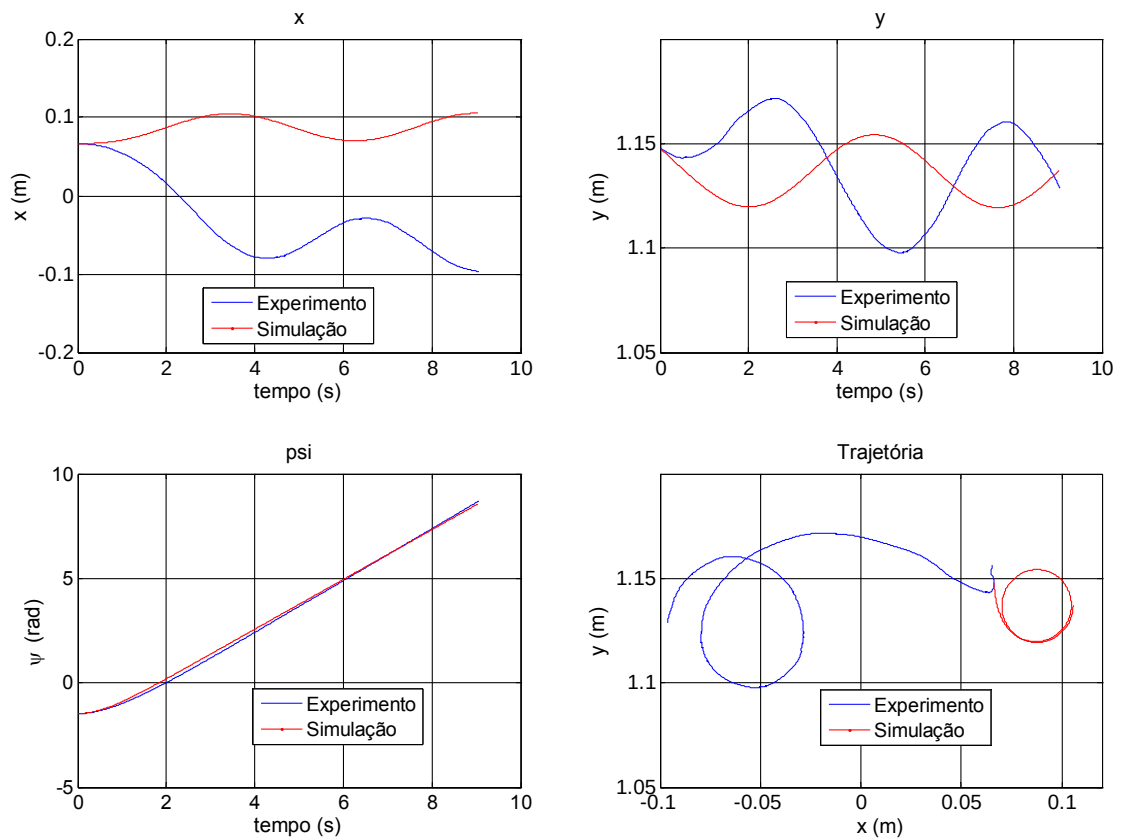 x
0.2
0.1
0
-0.1
-0.2
x (m)
Experimento
Simulação
0 2 4 6 8 10
tempo (s)
y
1.15
1.1
1.05
y (m)
Experimento
Simulação
0 2 4 6 8 10
tempo (s)
psi
10
5
0
-5
ψ (rad)
Experimento
Simulação
0 2 4 6 8 10
tempo (s)
Trajetória
1.15
1.1
1.05
y (m)
Experimento
Simulação
-0.1 -0.05 0 0.05 0.1
x (m)